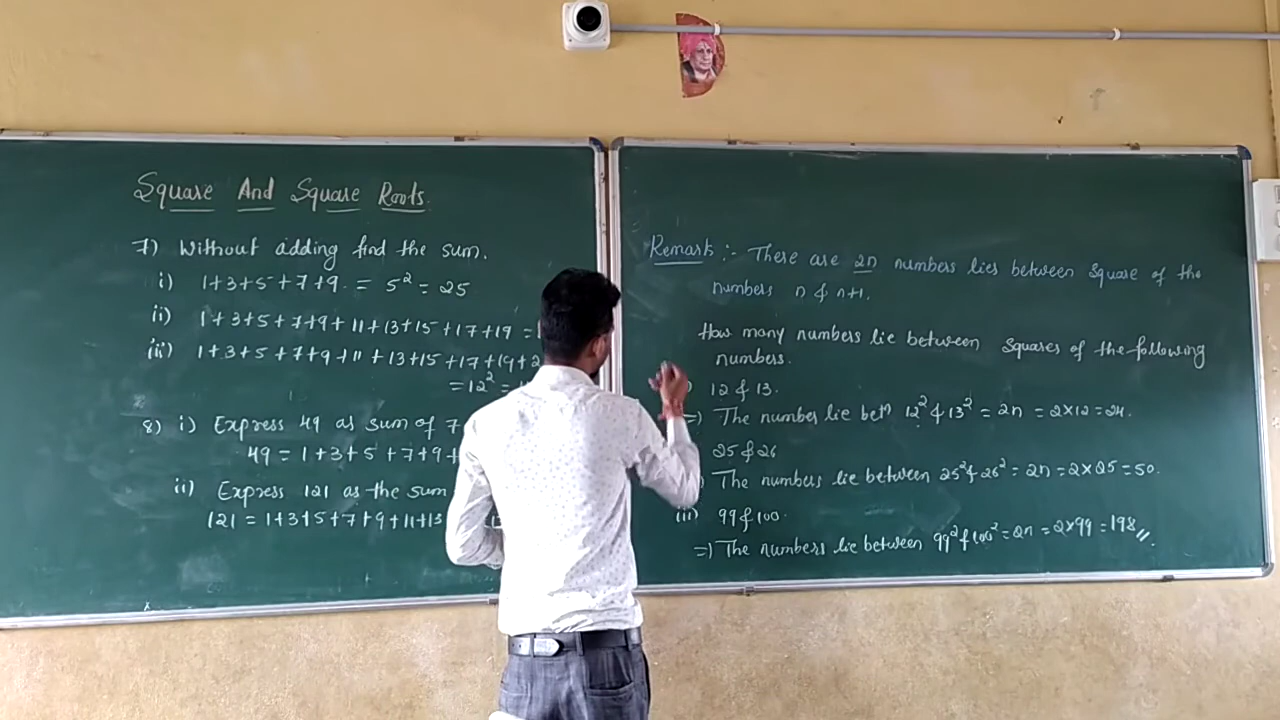 Square And Square Roots.
7) Without adding find the sum.
i) 1+3+5+7+9. = 5² = 25
ii) 1+3+5+7+9+11+13+15+17+19 =
iii) 1+3+5+7+9+11+13+15+17+19+2
=12² = 1
8) i) Express 49 as sum of 7
49 = 1+3+5+7+9+
ii) Express 121 as the sum
121 = 1+3+5+7+9+11+13
Remark :- There are 2n numbers lies between square of the
numbers n & n+1.
How many numbers lie between squares of the following
numbers.
12 & 13.
=) The number lie betn 12² & 13² = 2n = 2×12 = 24.
25 & 26
The numbers lie between 25² & 26² = 2n = 2×25 = 50.
(iii) 99 & 100.
=) The numbers lie between 99² & 100² = 2n = 2×99 = 198//.